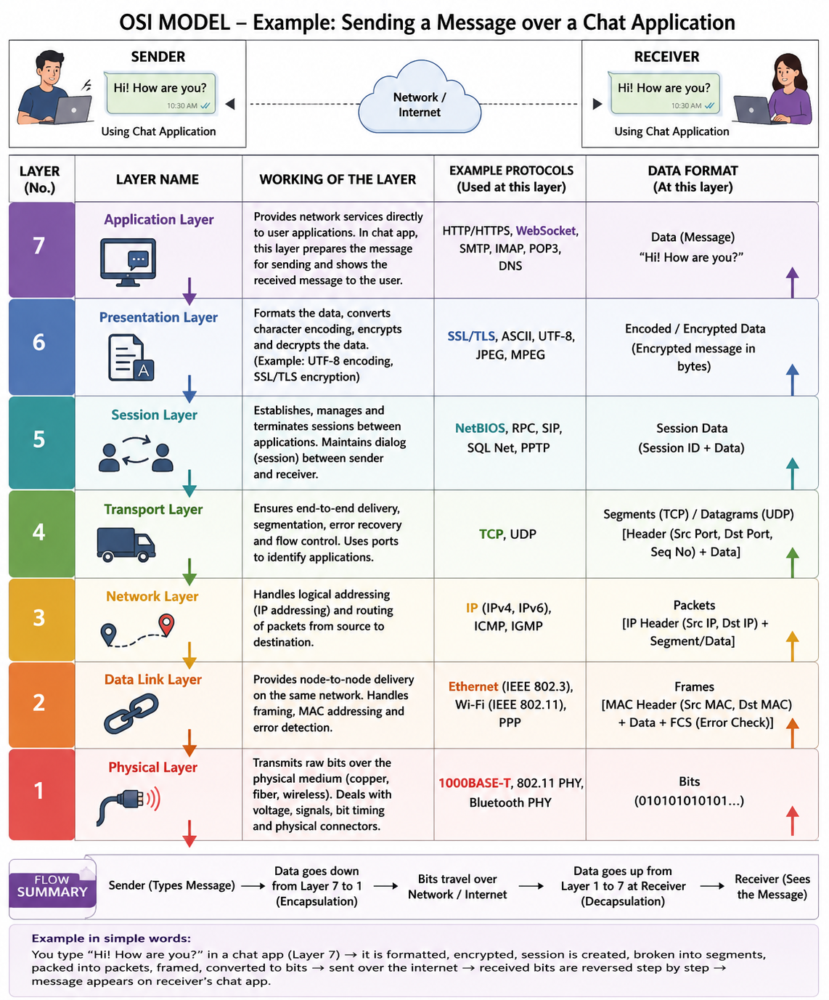 OSI MODEL – Example: Sending a Message over a Chat Application
SENDER
Hi! How are you?
10:30 AM
Using Chat Application
Network /
Internet
RECEIVER
Hi! How are you?
10:30 AM
Using Chat Application
LAYER
(No.)
LAYER NAME
WORKING OF THE LAYER
EXAMPLE PROTOCOLS
(Used at this layer)
DATA FORMAT
(At this layer)
7
Application Layer
Provides network services directly
to user applications. In chat app,
this layer prepares the message
for sending and shows the
received message to the user.
HTTP/HTTPS, WebSocket,
SMTP, IMAP, POP3,
DNS
Data (Message)
“Hi! How are you?”
6
Presentation Layer
A
Formats the data, converts
character encoding, encrypts
and decrypts the data.
(Example: UTF-8 encoding,
SSL/TLS encryption)
SSL/TLS, ASCII, UTF-8,
JPEG, MPEG
Encoded / Encrypted Data
(Encrypted message in
bytes)
5
Session Layer
Establishes, manages and
terminates sessions between
applications. Maintains dialog
(session) between sender
and receiver.
NetBIOS, RPC, SIP,
SQL Net, PPTP
Session Data
(Session ID + Data)
4
Transport Layer
Ensures end-to-end delivery,
segmentation, error recovery
and flow control. Uses ports
to identify applications.
TCP, UDP
Segments (TCP) / Datagrams (UDP)
[Header (Src Port, Dst Port,
Seq No) + Data]
3
Network Layer
Handles logical addressing
(IP addressing) and routing
of packets from source to
destination.
IP (IPv4, IPv6),
ICMP, IGMP
Packets
[IP Header (Src IP, Dst IP) +
Segment/Data]
2
Data Link Layer
Provides node-to-node delivery
on the same network. Handles
framing, MAC addressing and
error detection.
Ethernet (IEEE 802.3),
Wi-Fi (IEEE 802.11),
PPP
Frames
[MAC Header (Src MAC, Dst MAC)
+ Data + FCS (Error Check)]
1
Physical Layer
Transmits raw bits over the
physical medium (copper,
fiber, wireless). Deals with
voltage, signals, bit timing
and physical connectors.
1000BASE-T, 802.11 PHY,
Bluetooth PHY
Bits
(010101010101...)
FLOW
SUMMARY
Sender (Types Message) →
Data goes down
from Layer 7 to 1
(Encapsulation)
→
Bits travel over
Network / Internet
→
Data goes up from
Layer 1 to 7 at Receiver
(Decapsulation)
→
Receiver (Sees
the Message)
Example in simple words:
You type “Hi! How are you?” in a chat app (Layer 7) → it is formatted, encrypted, session is created, broken into segments,
packed into packets, framed, converted to bits → sent over the internet → received bits are reversed step by step →
message appears on receiver’s chat app.